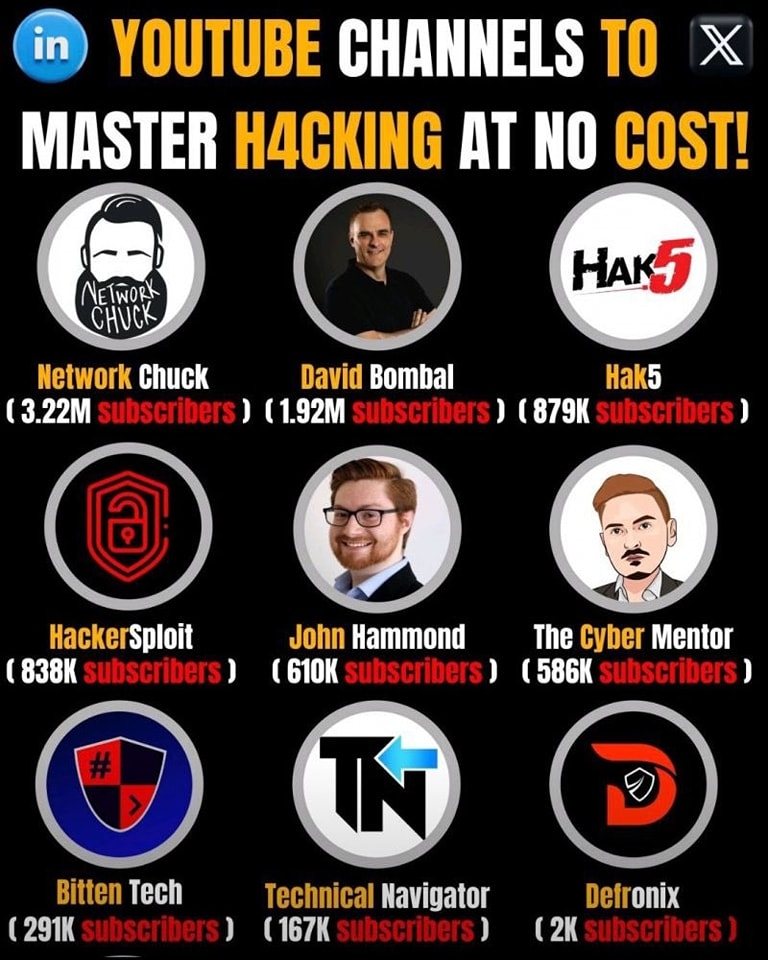 in YOUTUBE CHANNELS TO X
MASTER H4CKING AT NO COST!
NETWORK
CHUCK
HAK5
Network Chuck David Bombal Hak5
( 3.22M subscribers ) ( 1.92M subscribers ) ( 879K subscribers )
HackerSploit John Hammond The Cyber Mentor
( 838K subscribers ) ( 610K subscribers ) ( 586K subscribers )
# >
TN
D
Bitten Tech Technical Navigator Defronix
( 291K subscribers ) ( 167K subscribers ) ( 2K subscribers )